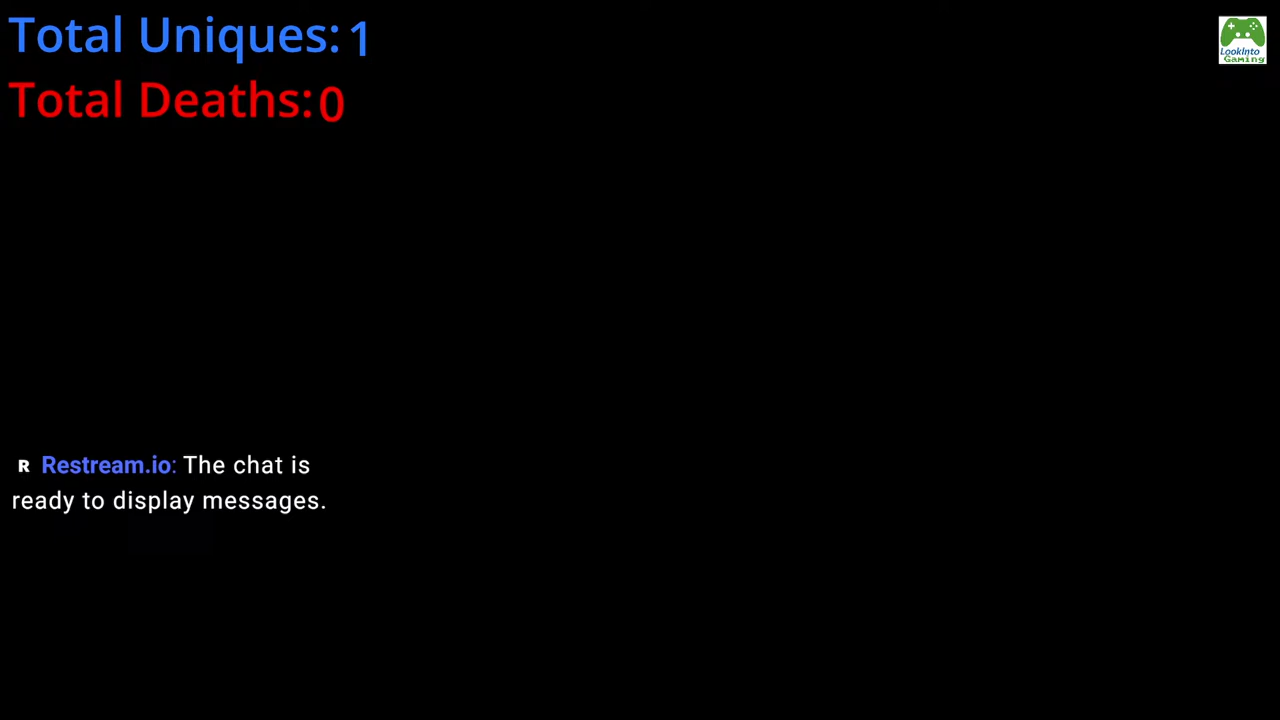 Total Uniques: 1
LookInto
Gaming
Total Deaths: 0
R Restream.io: The chat is
ready to display messages.